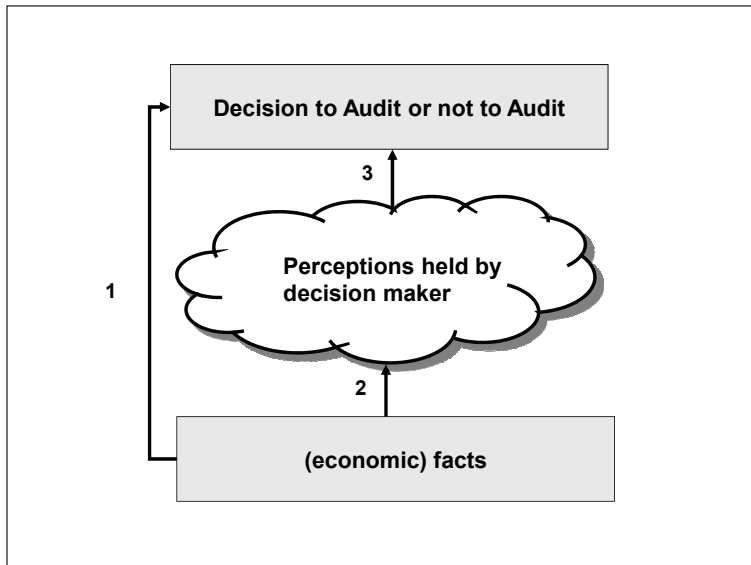 Decision to Audit or not to Audit
3
Perceptions held by
decision maker
1
2
(economic) facts